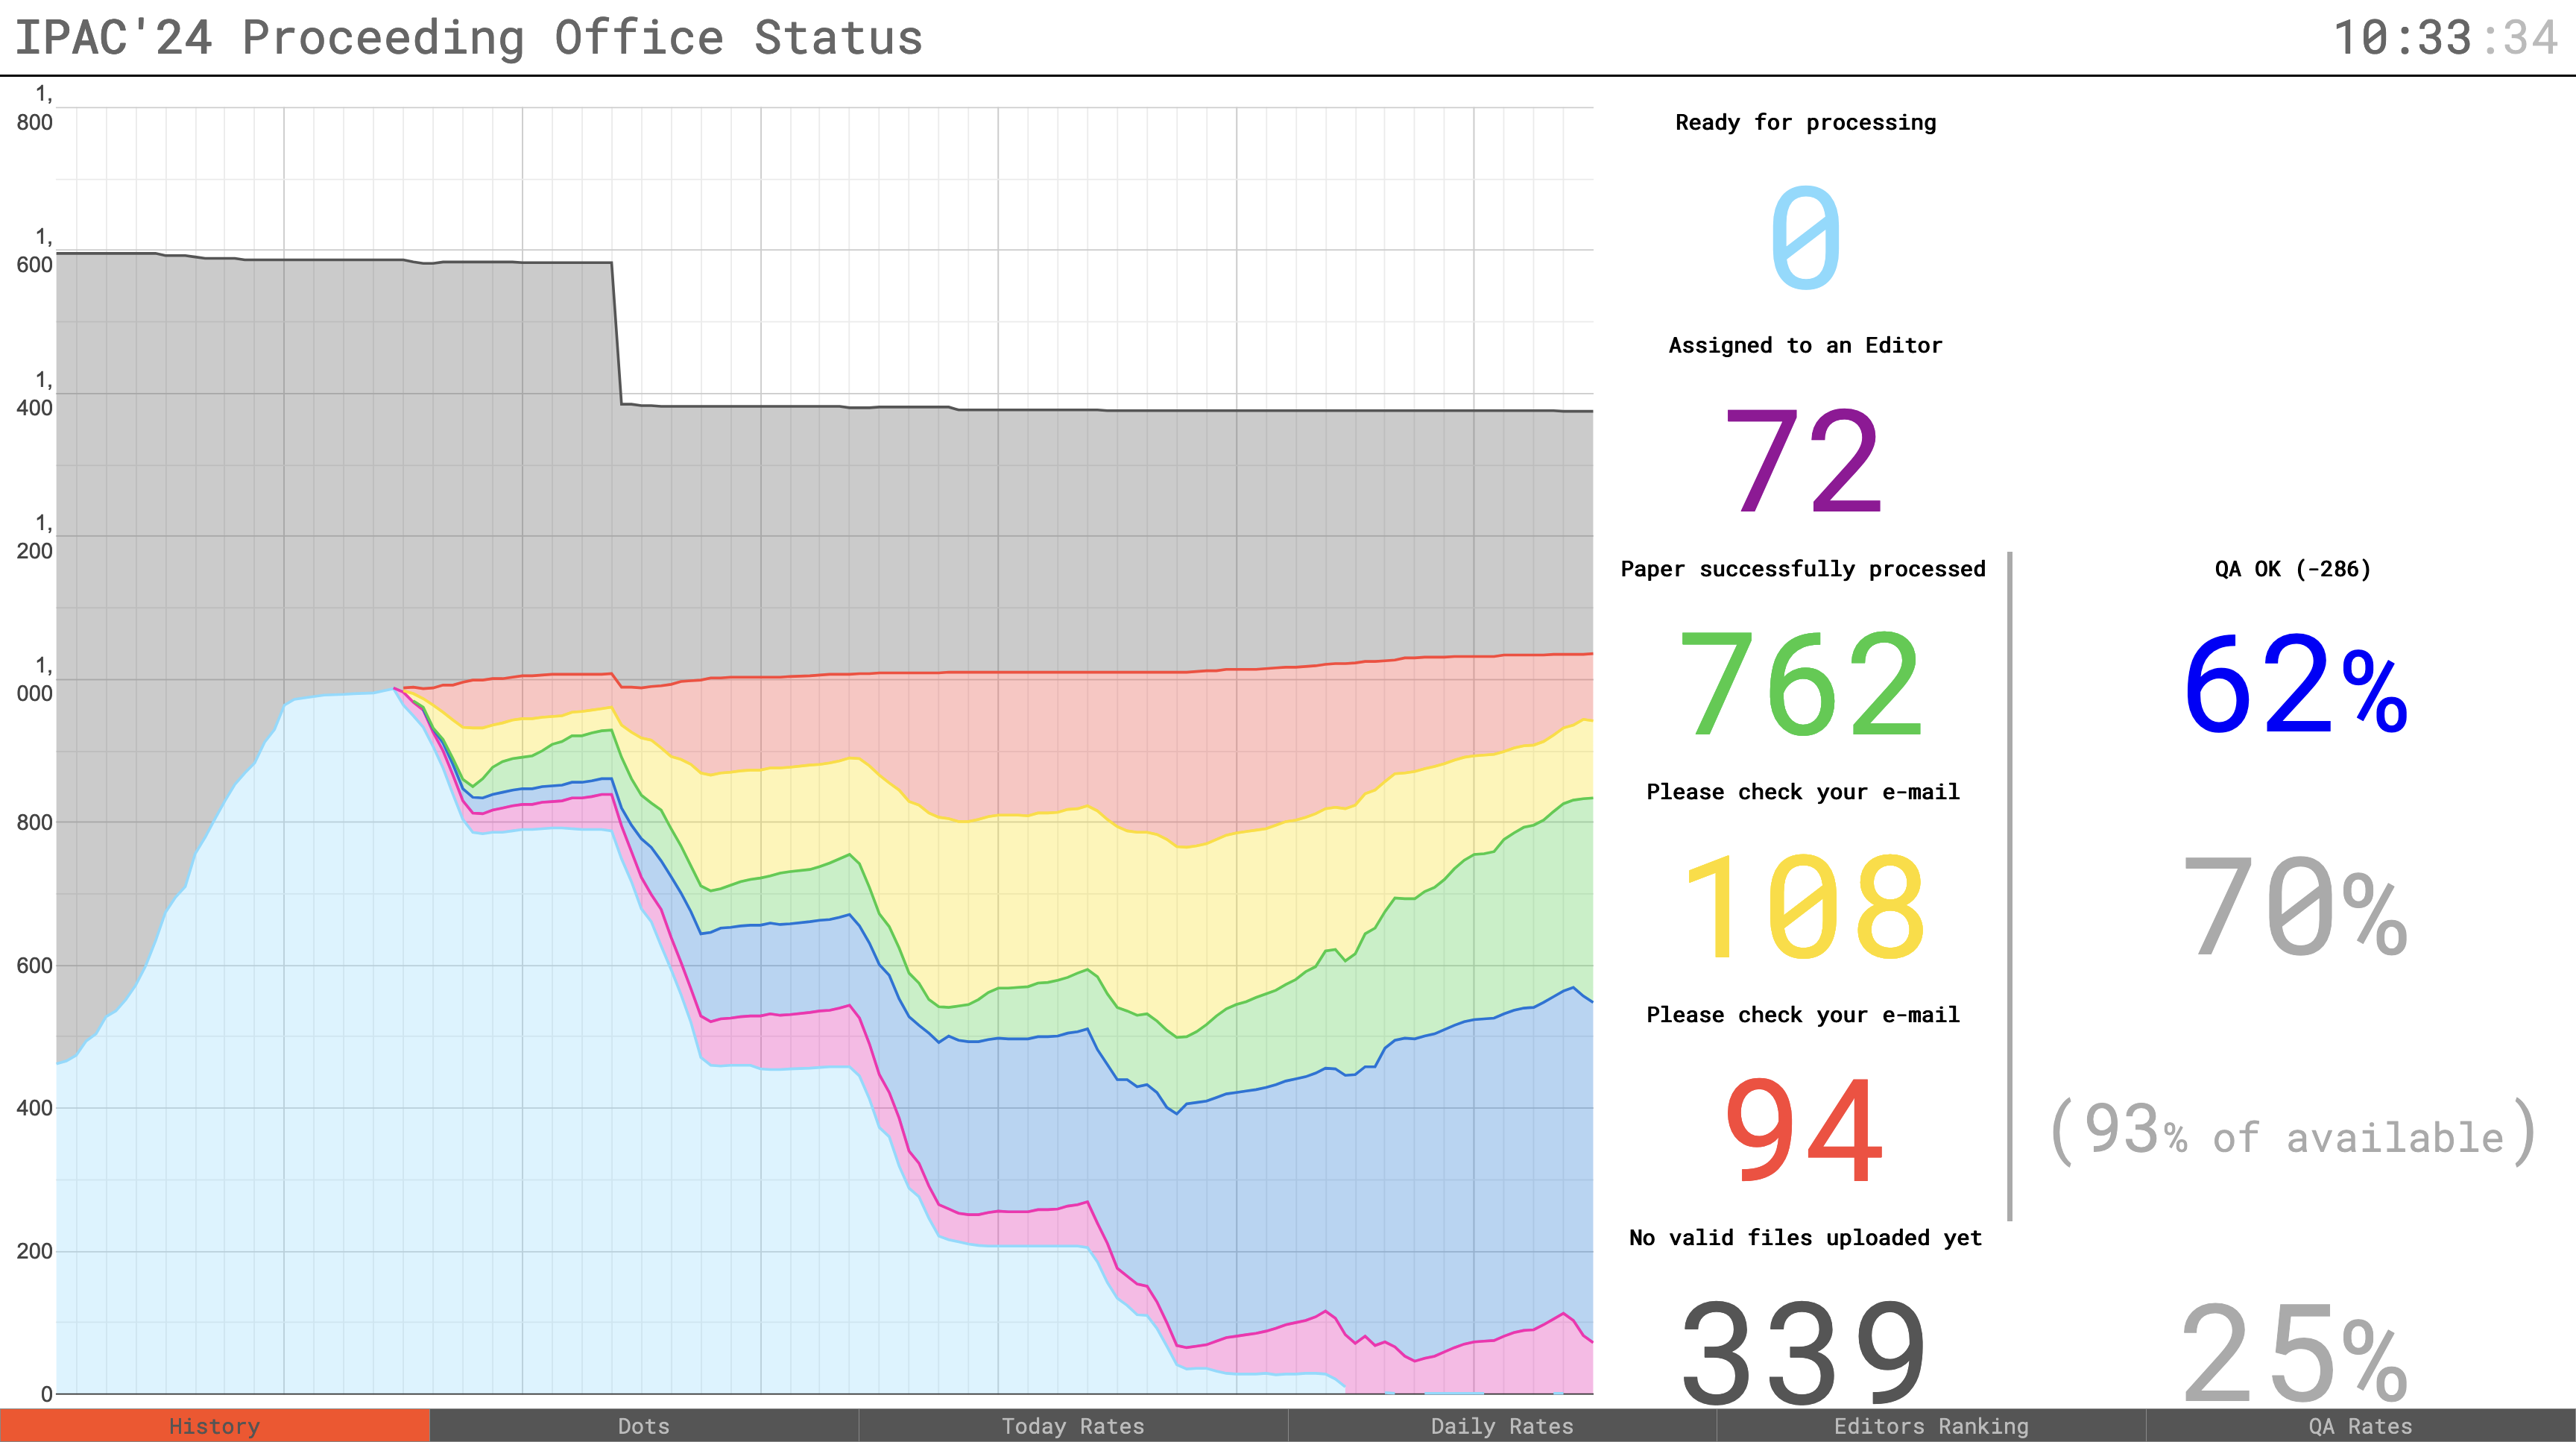 IPAC'24 Proceeding Office Status
10:33:34
1,
800
1,
600
1,
400
1,
200
1,
000
800
600
400
200
0
Ready for processing
0
Assigned to an Editor
72
Paper successfully processed
762
QA OK (-286)
62%
Please check your e-mail
108
70%
Please check your e-mail
94
(93% of available)
No valid files uploaded yet
339
25%
History
Dots
Today Rates
Daily Rates
Editors Ranking
QA Rates